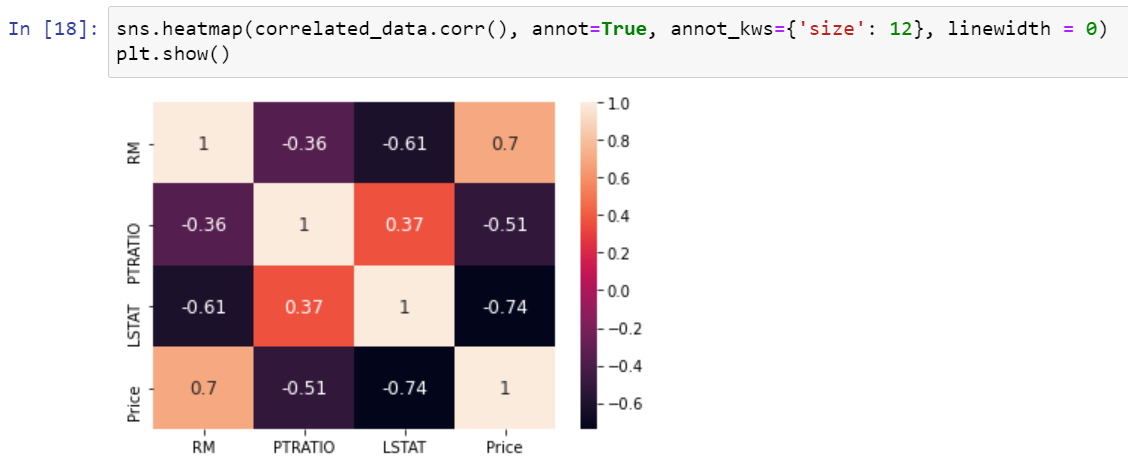 In [18]: sns.heatmap(correlated_data.corr(), annot=True, annot_kws={'size': 12}, linewidth = 0)
plt.show()
1.0
RM 1 -0.36 -0.61 0.7
0.8
0.6
PTRATIO -0.36 1 0.37 -0.51
0.4
0.2
0.0
LSTAT -0.61 0.37 1 -0.74
-0.2
-0.4
Price 0.7 -0.51 -0.74 1
-0.6
RM PTRATIO LSTAT Price